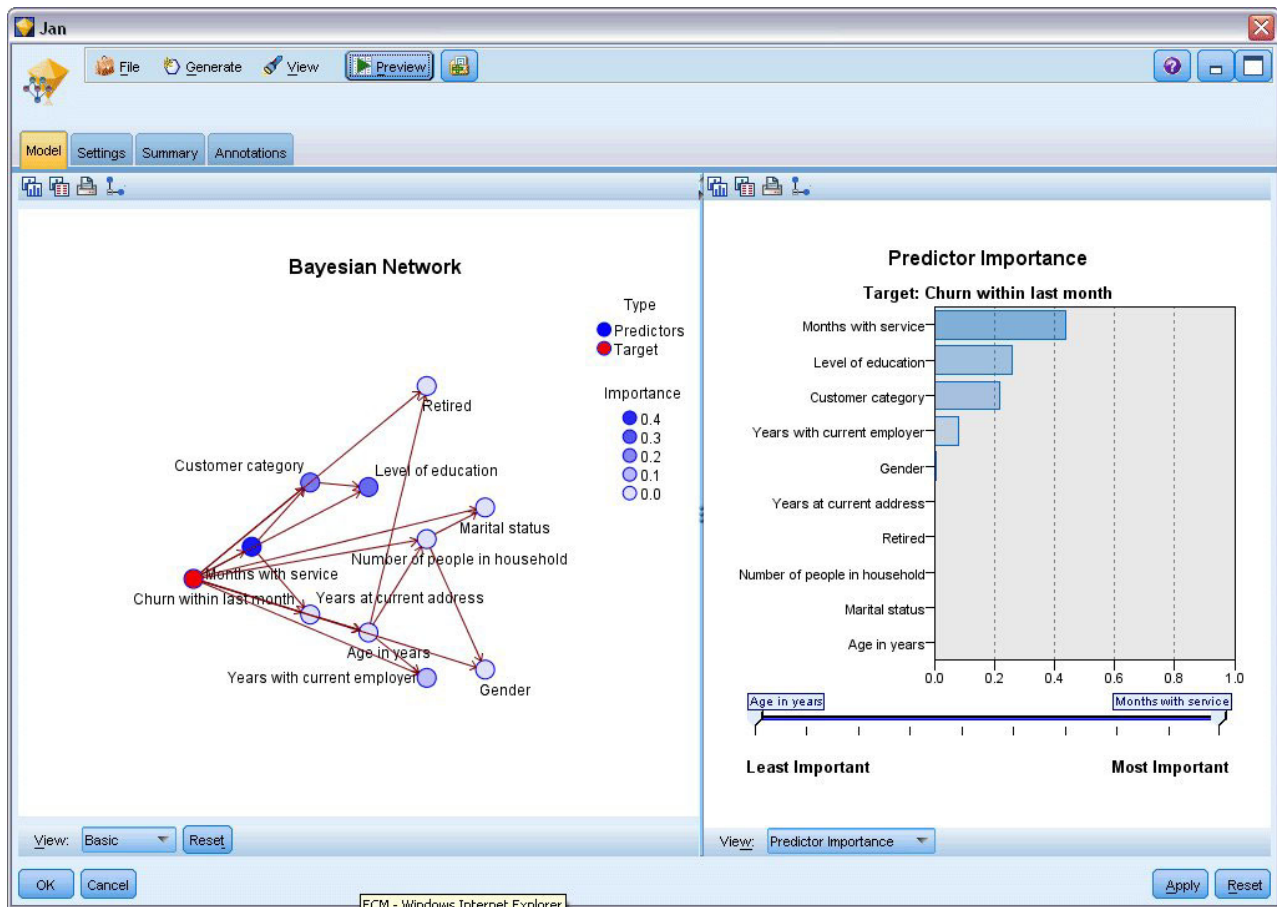 Jan
File Generate View Preview
Model Settings Summary Annotations
Bayesian Network
Type
Predictors
Target
Importance
0.4
0.3
0.2
0.1
0.0
Retired
Customer category
Level of education
Marital status
Number of people in household
Months with service
Churn within last month
Years at current address
Age in years
Years with current employer
Gender
View: Basic Reset
Predictor Importance
Target: Churn within last month
Months with service
Level of education
Customer category
Years with current employer
Gender
Years at current address
Retired
Number of people in household
Marital status
Age in years
0.0 0.2 0.4 0.6 0.8 1.0
Age in years Months with service
Least Important Most Important
View: Predictor Importance
OK Cancel Apply Reset
ECM - Windows Internet Explorer